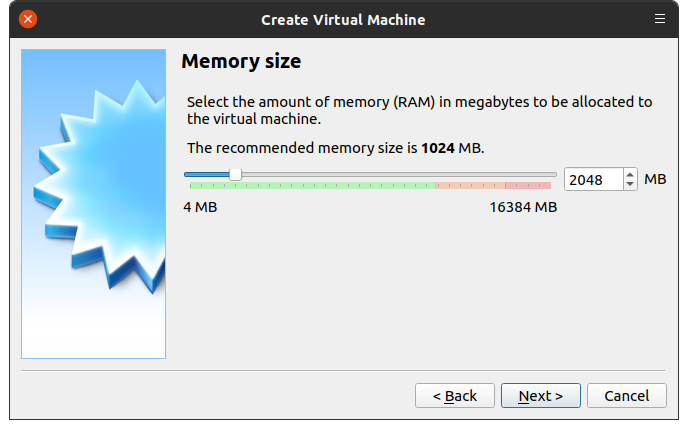 Create Virtual Machine
Memory size
Select the amount of memory (RAM) in megabytes to be allocated to
the virtual machine.
The recommended memory size is 1024 MB.
2048 MB
4 MB 16384 MB
< Back Next > Cancel